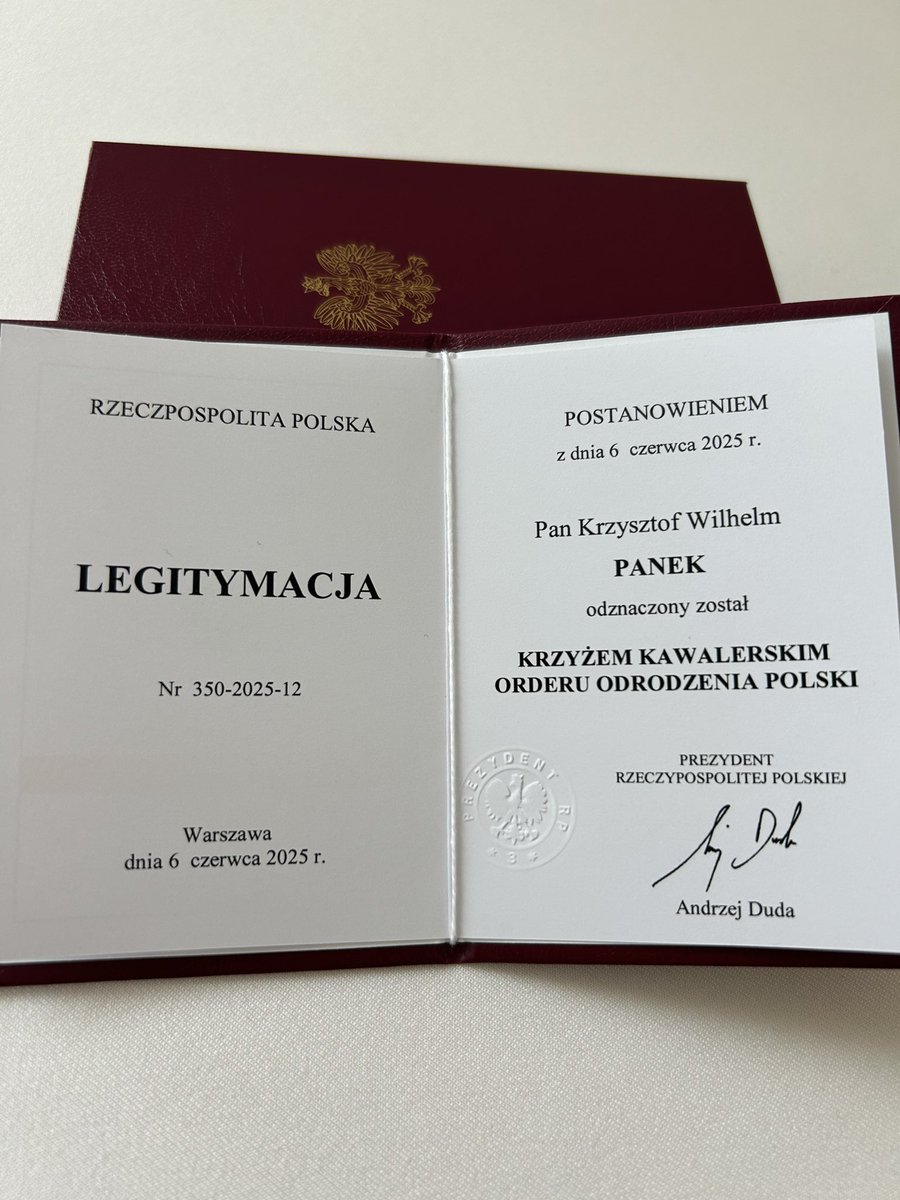 RZECZPOSPOLITA POLSKA
LEGITYMACJA
Nr 350-2025-12
Warszawa
dnia 6 czerwca 2025 r.
POSTANOWIENIEM
z dnia 6 czerwca 2025 r.
Pan Krzysztof Wilhelm
PANEK
odznaczony został
KRZYŻEM KAWALERSKIM
ORDERU ODRODZENIA POLSKI
PREZYDENT
RZECZYPOSPOLITEJ POLSKIEJ
PREZYDENT RP
* 3 *
Andrzej Duda